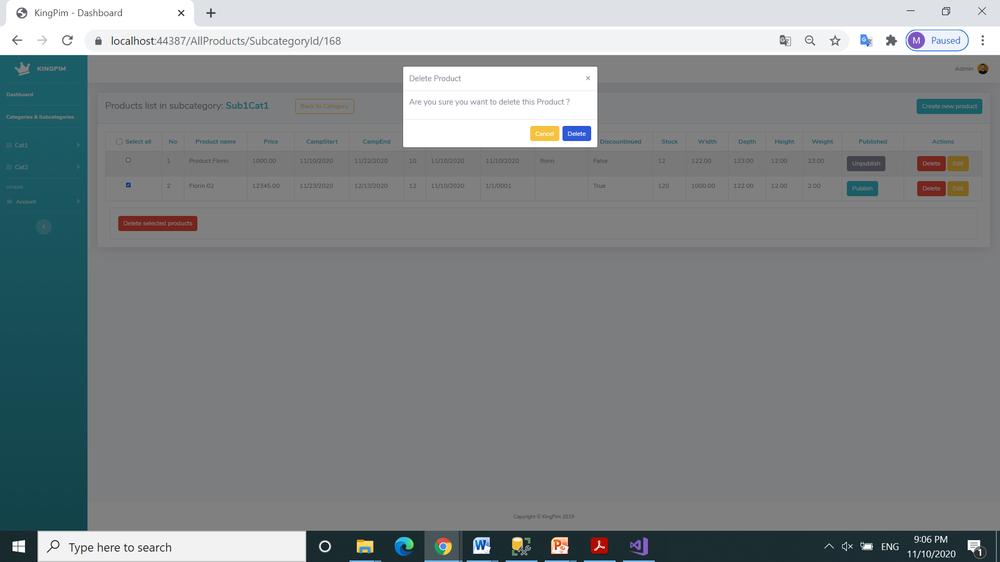 KingPim - Dashboard
localhost:44387/AllProducts/SubcategoryId/168
M Paused
KINGPIM
Admin
Delete Product
×
Are you sure you want to delete this Product ?
Cancel Delete
Dashboard
Categories & Subcategories
Cat1
Cat2
OTHERS
Account
Products list in subcategory: Sub1Cat1
Back to Category
Create new product
Select all No Product name Price CampStart CampEnd Discountinued Stock Width Depth Height Weight Published Actions
1 Product Florin 1000.00 11/10/2020 11/22/2020 10 11/10/2020 11/10/2020 florin False 12 122.00 123.00 12.00 23.00 Unpublish Delete Edit
2 Florin 02 12345.00 11/23/2020 12/13/2020 12 11/10/2020 1/1/0001 True 120 1000.00 122.00 12.00 2.00 Publish Delete Edit
Delete selected products
Copyright © KingPim 2019
Type here to search
ENG
9:06 PM
11/10/2020
1